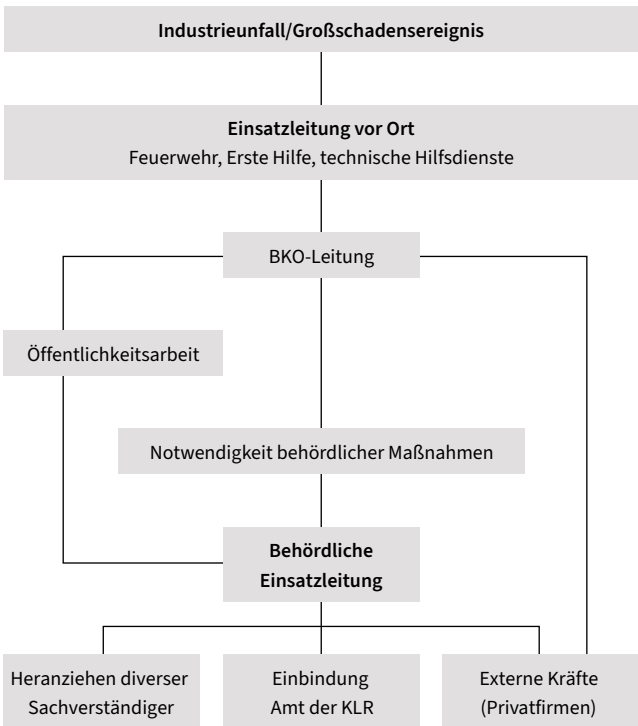 Industrieunfall/Großschadensereignis
Einsatzleitung vor Ort
Feuerwehr, Erste Hilfe, technische Hilfsdienste
BKO-Leitung
Öffentlichkeitsarbeit
Notwendigkeit behördlicher Maßnahmen
Behördliche
Einsatzleitung
Heranziehen diverser
Sachverständiger
Einbindung
Amt der KLR
Externe Kräfte
(Privatfirmen)